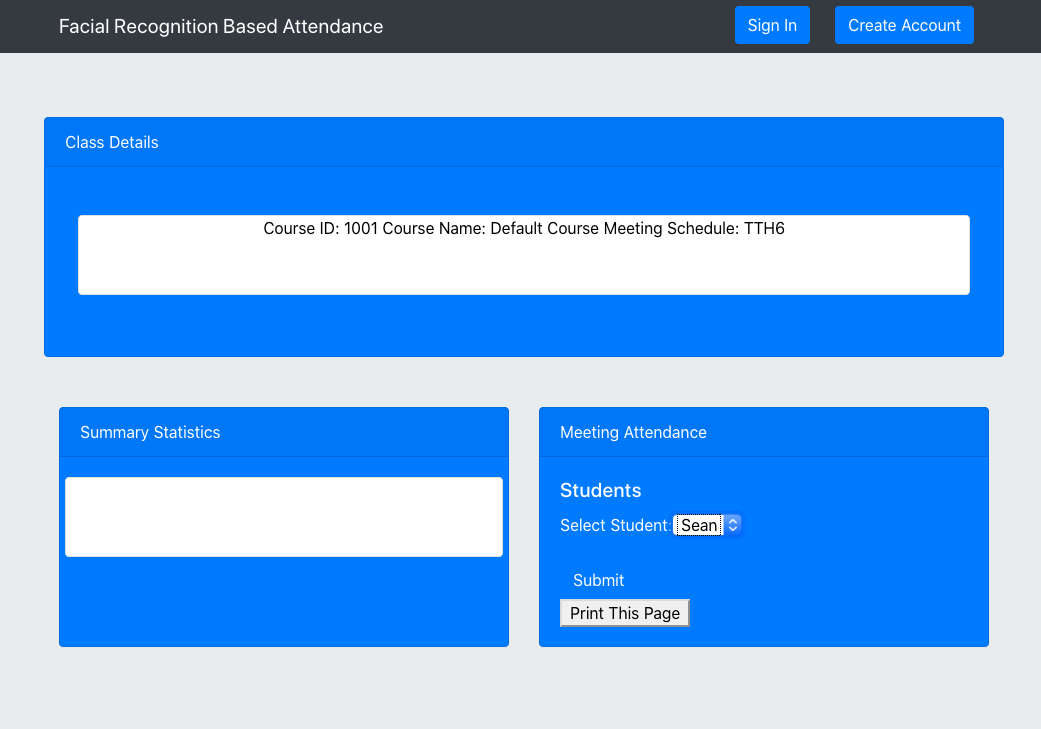 Facial Recognition Based Attendance
Sign In
Create Account
Class Details
Course ID: 1001 Course Name: Default Course Meeting Schedule: TTH6
Summary Statistics
Meeting Attendance
Students
Select Student: Sean
Submit
Print This Page